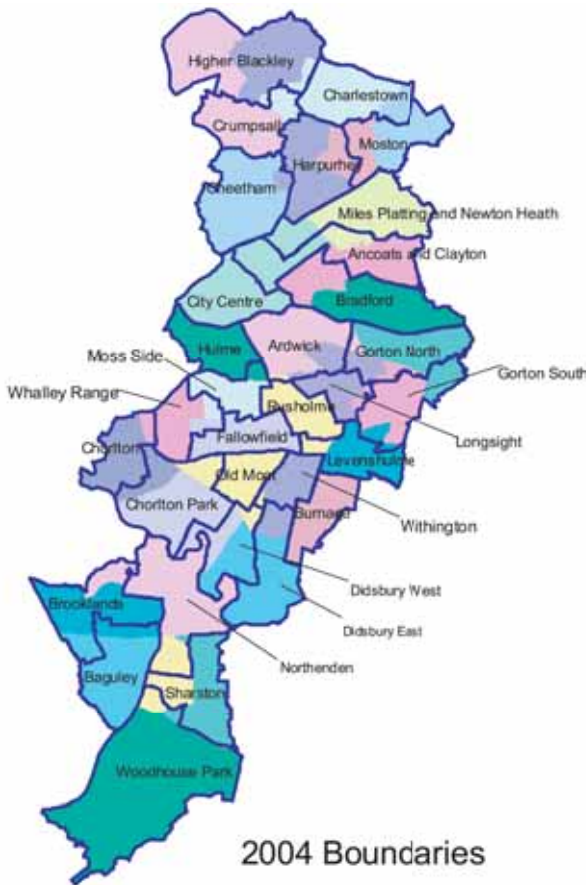 Higher Blackley
Charlestown
Crumpsall
Moston
Harpurhey
Cheetham
Miles Platting and Newton Heath
Ancoats and Clayton
City Centre
Bradford
Hulme
Ardwick
Gorton North
Moss Side
Gorton South
Whalley Range
Rusholme
Longsight
Chorlton
Fallowfield
Levenshulme
Old Moat
Chorlton Park
Withington
Burnage
Didsbury West
Brooklands
Didsbury East
Northenden
Baguley
Sharston
Woodhouse Park
2004 Boundaries